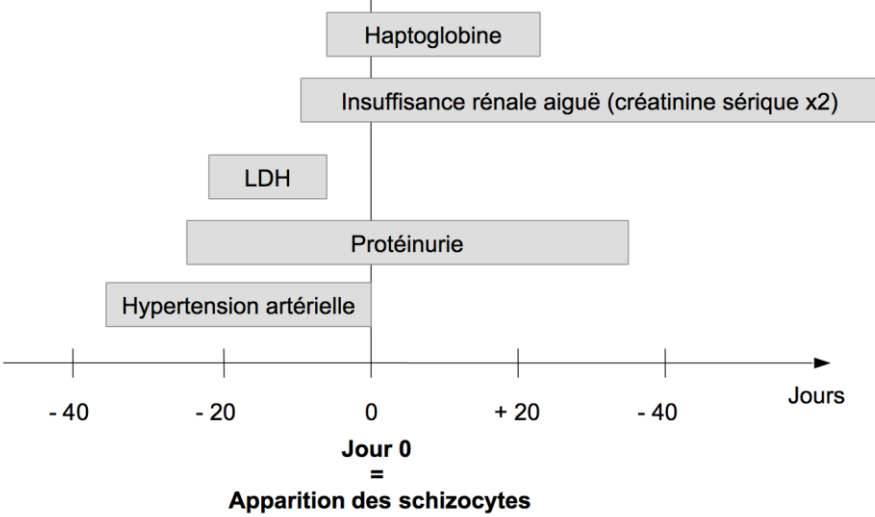 Haptoglobine
Insuffisance rénale aiguë (créatinine sérique x2)
LDH
Protéinurie
Hypertension artérielle
- 40
- 20
0
+ 20
- 40
Jours
Jour 0
=
Apparition des schizocytes